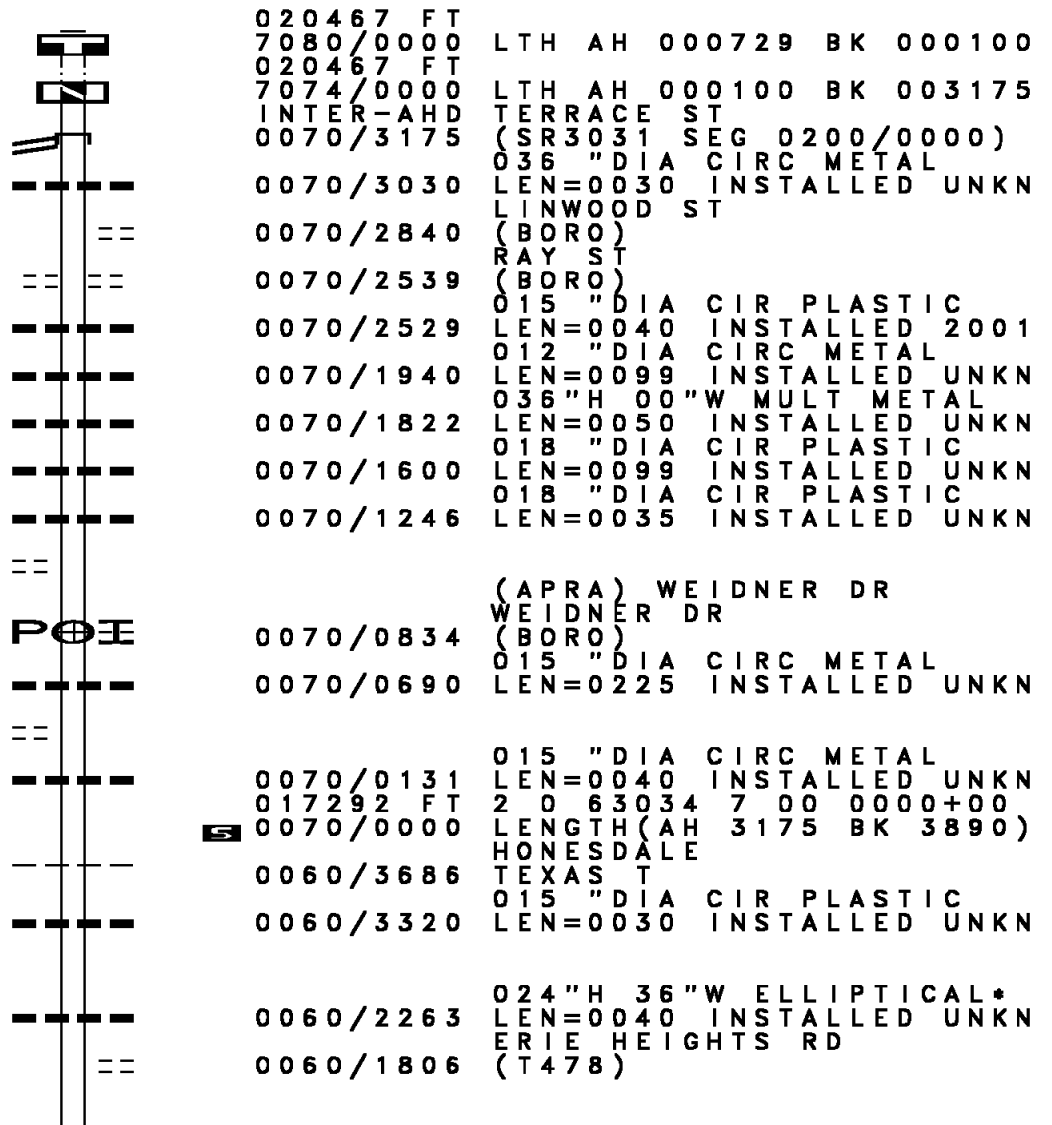 020467 FT
7080/0000 LTH AH 000729 BK 000100
020467 FT
7074/0000 LTH AH 000100 BK 003175
INTER-AHD TERRACE ST
0070/3175 (SR3031 SEG 0200/0000)
036 "DIA CIRC METAL
0070/3030 LEN=0030 INSTALLED UNKN
LINWOOD ST
0070/2840 (BORO)
RAY ST
0070/2539 (BORO)
015 "DIA CIR PLASTIC
0070/2529 LEN=0040 INSTALLED 2001
012 "DIA CIRC METAL
0070/1940 LEN=0099 INSTALLED UNKN
036"H 00"W MULT METAL
0070/1822 LEN=0050 INSTALLED UNKN
018 "DIA CIR PLASTIC
0070/1600 LEN=0099 INSTALLED UNKN
018 "DIA CIR PLASTIC
0070/1246 LEN=0035 INSTALLED UNKN
(APRA) WEIDNER DR
WEIDNER DR
POI 0070/0834 (BORO)
015 "DIA CIRC METAL
0070/0690 LEN=0225 INSTALLED UNKN
015 "DIA CIRC METAL
0070/0131 LEN=0040 INSTALLED UNKN
017292 FT 2 0 63034 7 00 0000+00
S 0070/0000 LENGTH(AH 3175 BK 3890)
HONESDALE
0060/3686 TEXAS T
015 "DIA CIR PLASTIC
0060/3320 LEN=0030 INSTALLED UNKN
024"H 36"W ELLIPTICAL*
0060/2263 LEN=0040 INSTALLED UNKN
ERIE HEIGHTS RD
0060/1806 (T478)